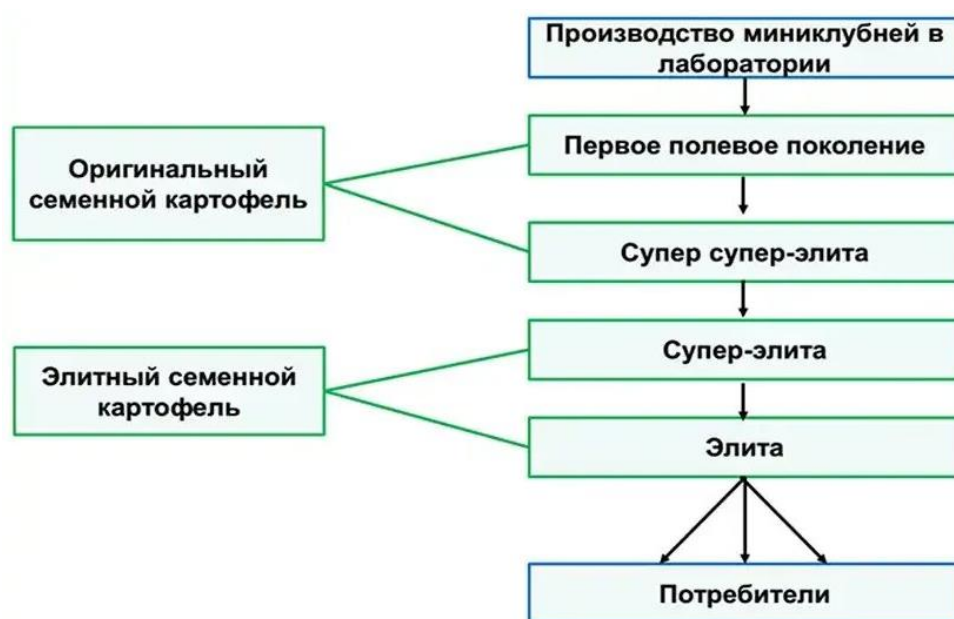 Производство миниклубней в
лаборатории
Первое полевое поколение
Оригинальный
семенной картофель
Супер супер-элита
Супер-элита
Элитный семенной
картофель
Элита
Потребители